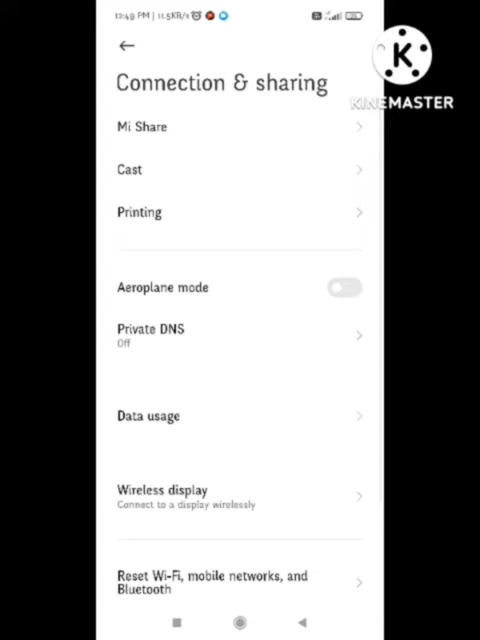 12:49 PM | 11.5KB/s
Connection & sharing
K
KINEMASTER
Mi Share
Cast
Printing
Aeroplane mode
Private DNS
Off
Data usage
Wireless display
Connect to a display wirelessly
Reset Wi-Fi, mobile networks, and
Bluetooth